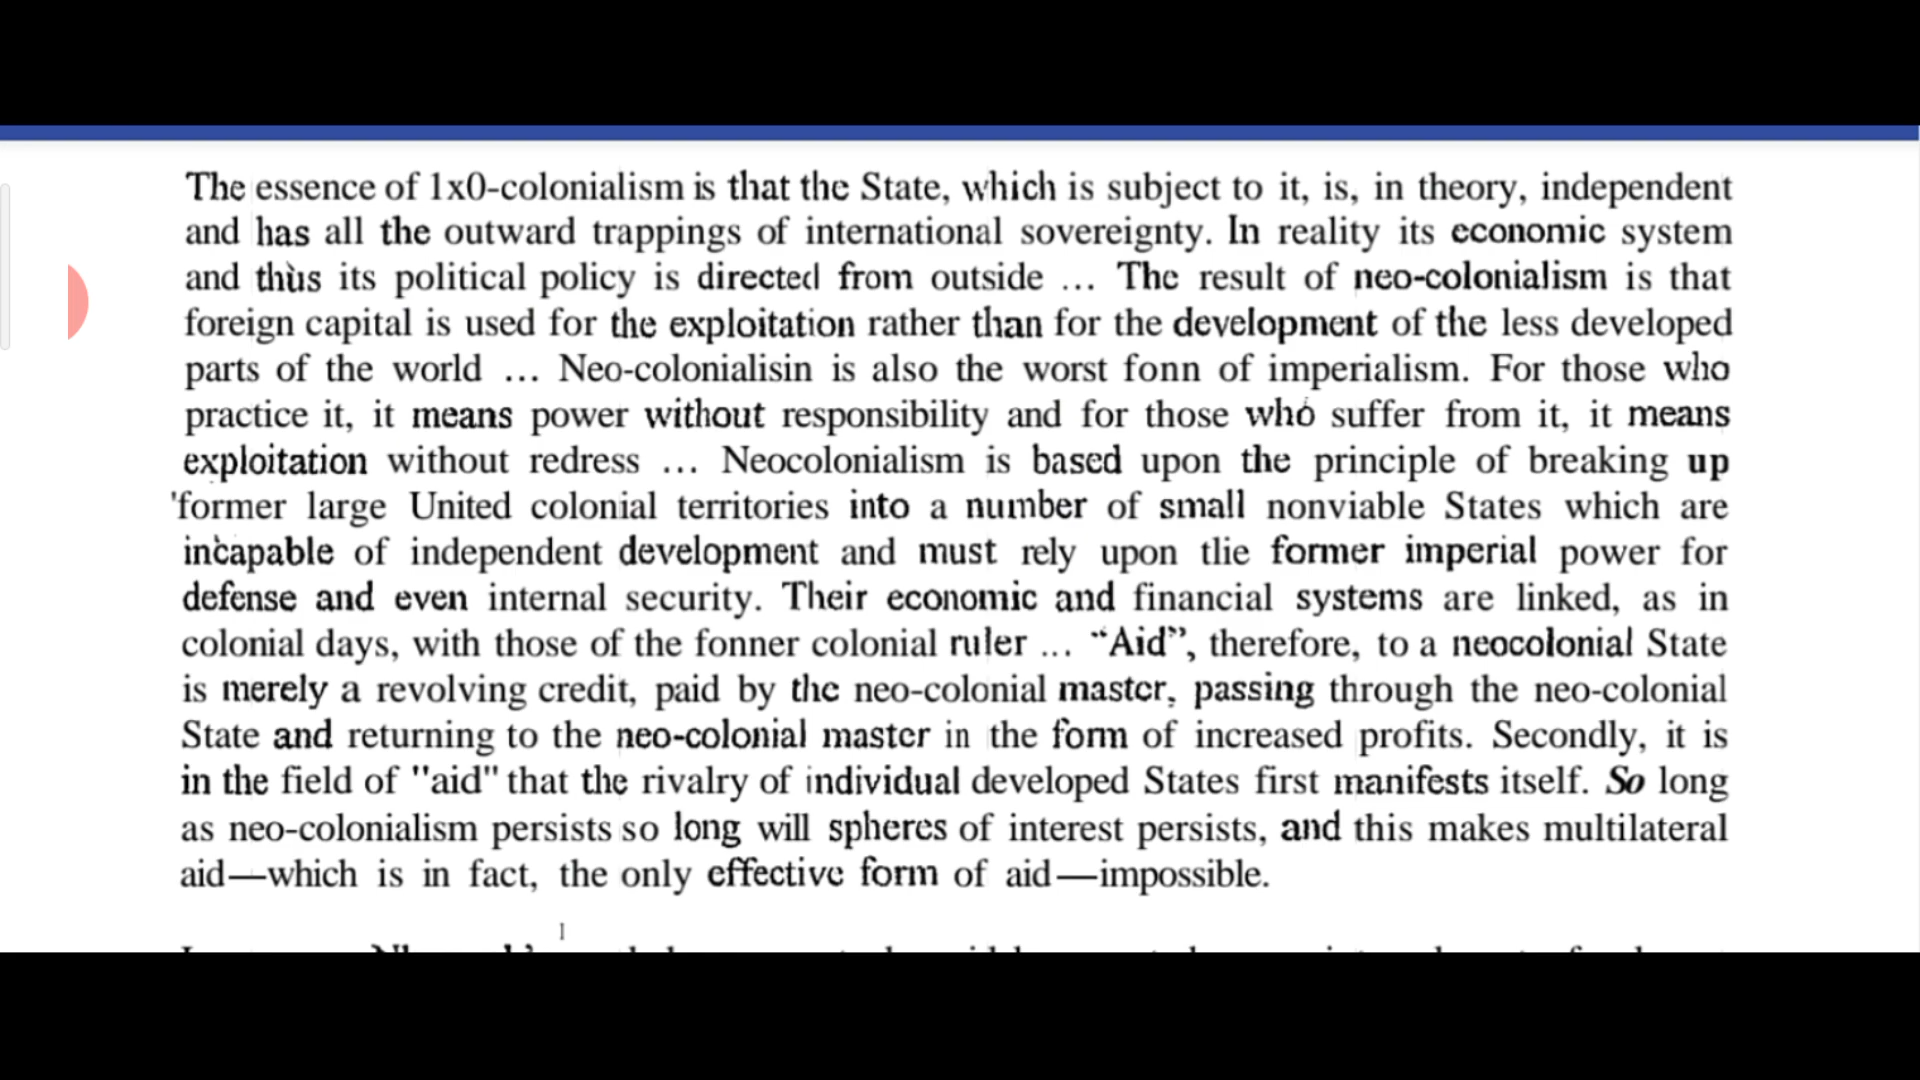 The essence of 1x0-colonialism is that the State, which is subject to it, is, in theory, independent
and has all the outward trappings of international sovereignty. In reality its economic system
and thus its political policy is directed from outside ... The result of neo-colonialism is that
foreign capital is used for the exploitation rather than for the development of the less developed
parts of the world ... Neo-colonialisin is also the worst fonn of imperialism. For those who
practice it, it means power without responsibility and for those who suffer from it, it means
exploitation without redress ... Neocolonialism is based upon the principle of breaking up
'former large United colonial territories into a number of small nonviable States which are
incapable of independent development and must rely upon tlie former imperial power for
defense and even internal security. Their economic and financial systems are linked, as in
colonial days, with those of the fonner colonial ruler ... “Aid”, therefore, to a neocolonial State
is merely a revolving credit, paid by the neo-colonial master, passing through the neo-colonial
State and returning to the neo-colonial master in the form of increased profits. Secondly, it is
in the field of "aid" that the rivalry of individual developed States first manifests itself. So long
as neo-colonialism persists so long will spheres of interest persists, and this makes multilateral
aid—which is in fact, the only effective form of aid—impossible.